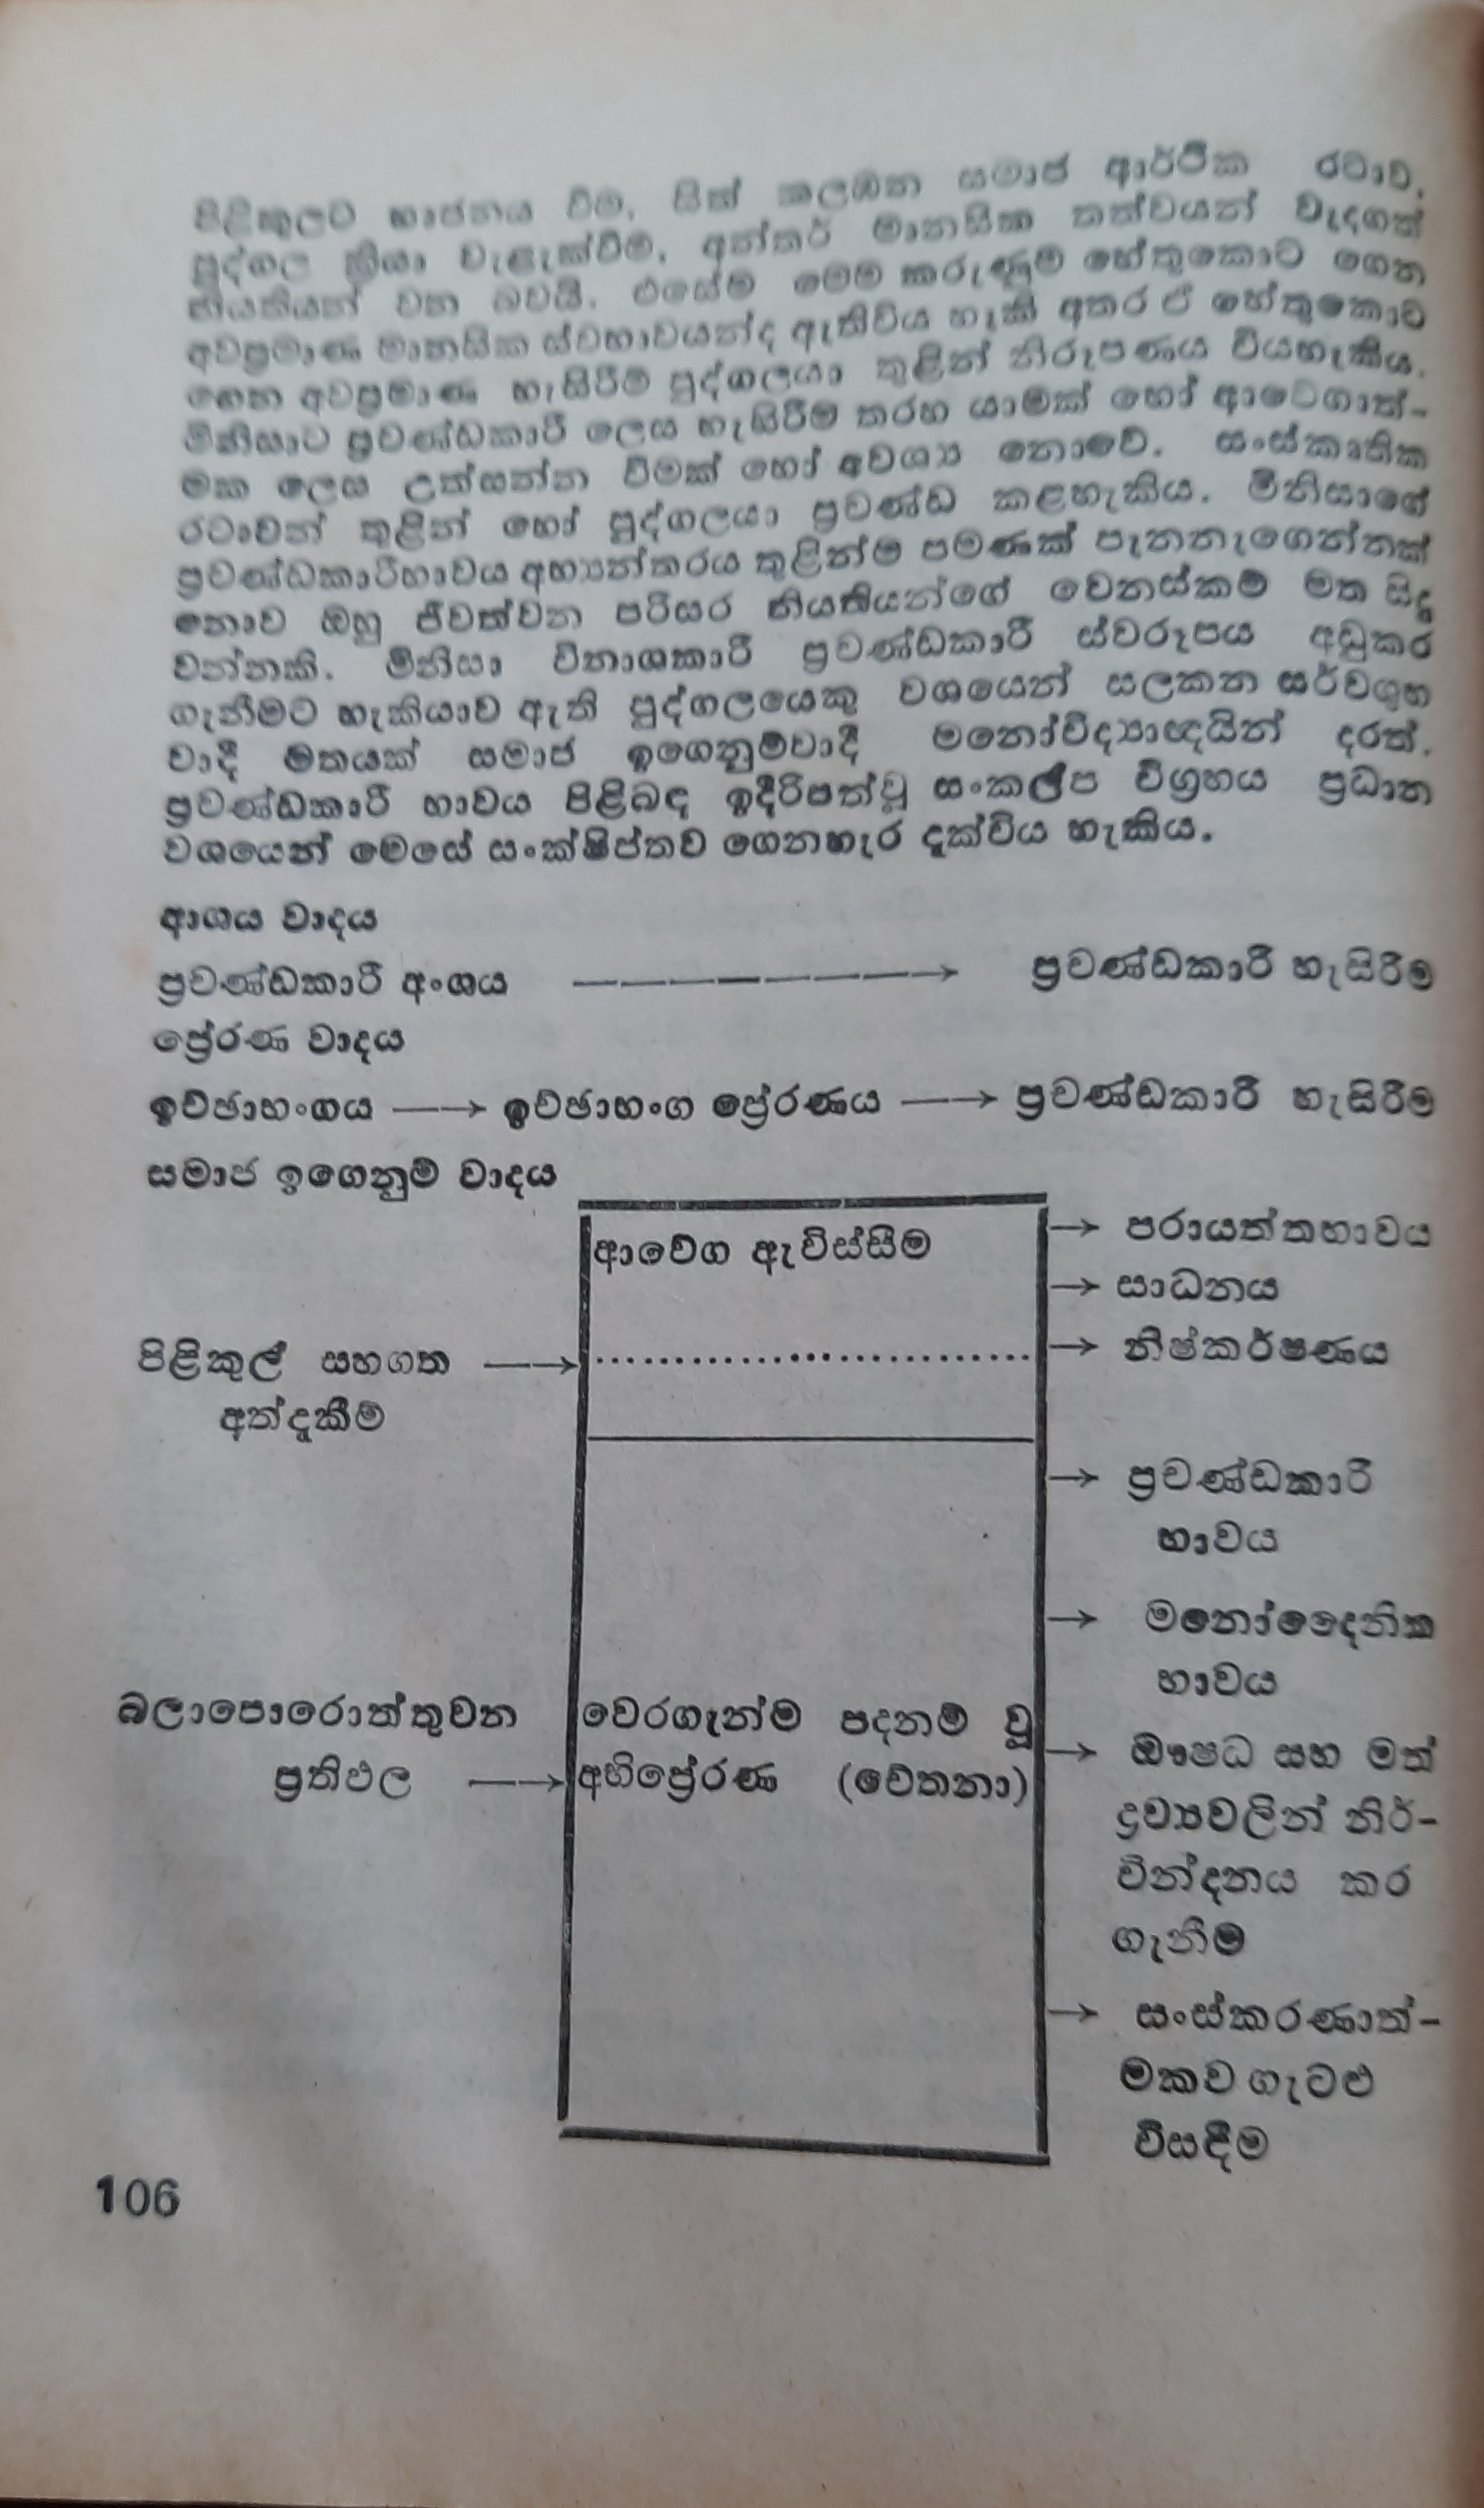 පිළිකුලට භාජනය වීම, සිත් කලඹන සමාජ ආර්ථික රටාව,
පුද්ගල ක්‍රියා වැළැක්වීම, අන්තර් මානසික තත්වයන් වැදගත්
නියතියන් වන බවයි. එසේම මෙම කරුණුම හේතුකොට ගෙන
අවප්‍රමාණ මානසික ස්වභාවයන්ද ඇතිවිය හැකි අතර ඒ හේතුකොට
ගෙන අවප්‍රමාණ හැසිරීම් පුද්ගලයා තුළින් නිරූපණය වියහැකිය.
මිනිසාට ප්‍රචණ්ඩකාරී ලෙය හැසිරීම තරහ යාමක් හෝ ආවේගාත්-
මක ලෙස උත්සන්න වීමක් හෝ අවශ්‍ය නොවේ. සංස්කෘතික
රටාවන් තුළින් හෝ පුද්ගලයා ප්‍රචණ්ඩ කළහැකිය. මිනිසාගේ
ප්‍රචණ්ඩකාරීභාවය අභ්‍යන්තරය තුළින්ම පමණක් පැනනැගෙන්නක්
නොව ඔහු ජීවත්වන පරිසර නියතියන්ගේ වෙනස්කම් මත සිදු
වන්නකි. මිනිසා විනාශකාරී ප්‍රචණ්ඩකාරී ස්වරූපය අඩුකර
ගැනීමට හැකියාව ඇති පුද්ගලයෙකු වශයෙන් සලකන සර්වශුභ
වාදී මතයක් සමාජ ඉගෙනුම්වාදී මනෝවිද්‍යාඥයින් දරත්.
ප්‍රචණ්ඩකාරී භාවය පිළිබඳ ඉදිරිපත්වූ සංකල්ප විග්‍රහය ප්‍රධාන
වශයෙන් මෙසේ සංක්ෂිප්තව ගෙනහැර දැක්විය හැකිය.
ආශය වාදය
ප්‍රචණ්ඩකාරී අංශය ————————→ ප්‍රචණ්ඩකාරී හැසිරීම
ප්‍රේරණ වාදය
ඉච්ඡාභංගය ——→ ඉච්ඡාභංග ප්‍රේරණය ——→ ප්‍රචණ්ඩකාරී හැසිරීම
සමාජ ඉගෙනුම් වාදය
ආවේග ඇවිස්සීම
→ පරායත්තභාවය
→ සාධනය
පිළිකුල් සහගත ——→
අත්දැකීම්
→ නිෂ්කර්ෂණය
→ ප්‍රචණ්ඩකාරී
භාවය
→ මනෝදෛනික
භාවය
බලාපොරොත්තුවන
ප්‍රතිඵල ——→
වෙරගැන්ම පදනම් වූ
අභිප්‍රේරණ (චේතනා)
→ ඖෂධ සහ මත්
ද්‍රව්‍යවලින් නිර්-
වින්දනය කර
ගැනීම
→ සංස්කරණාත්-
මකව ගැටළු
විසඳීම
106